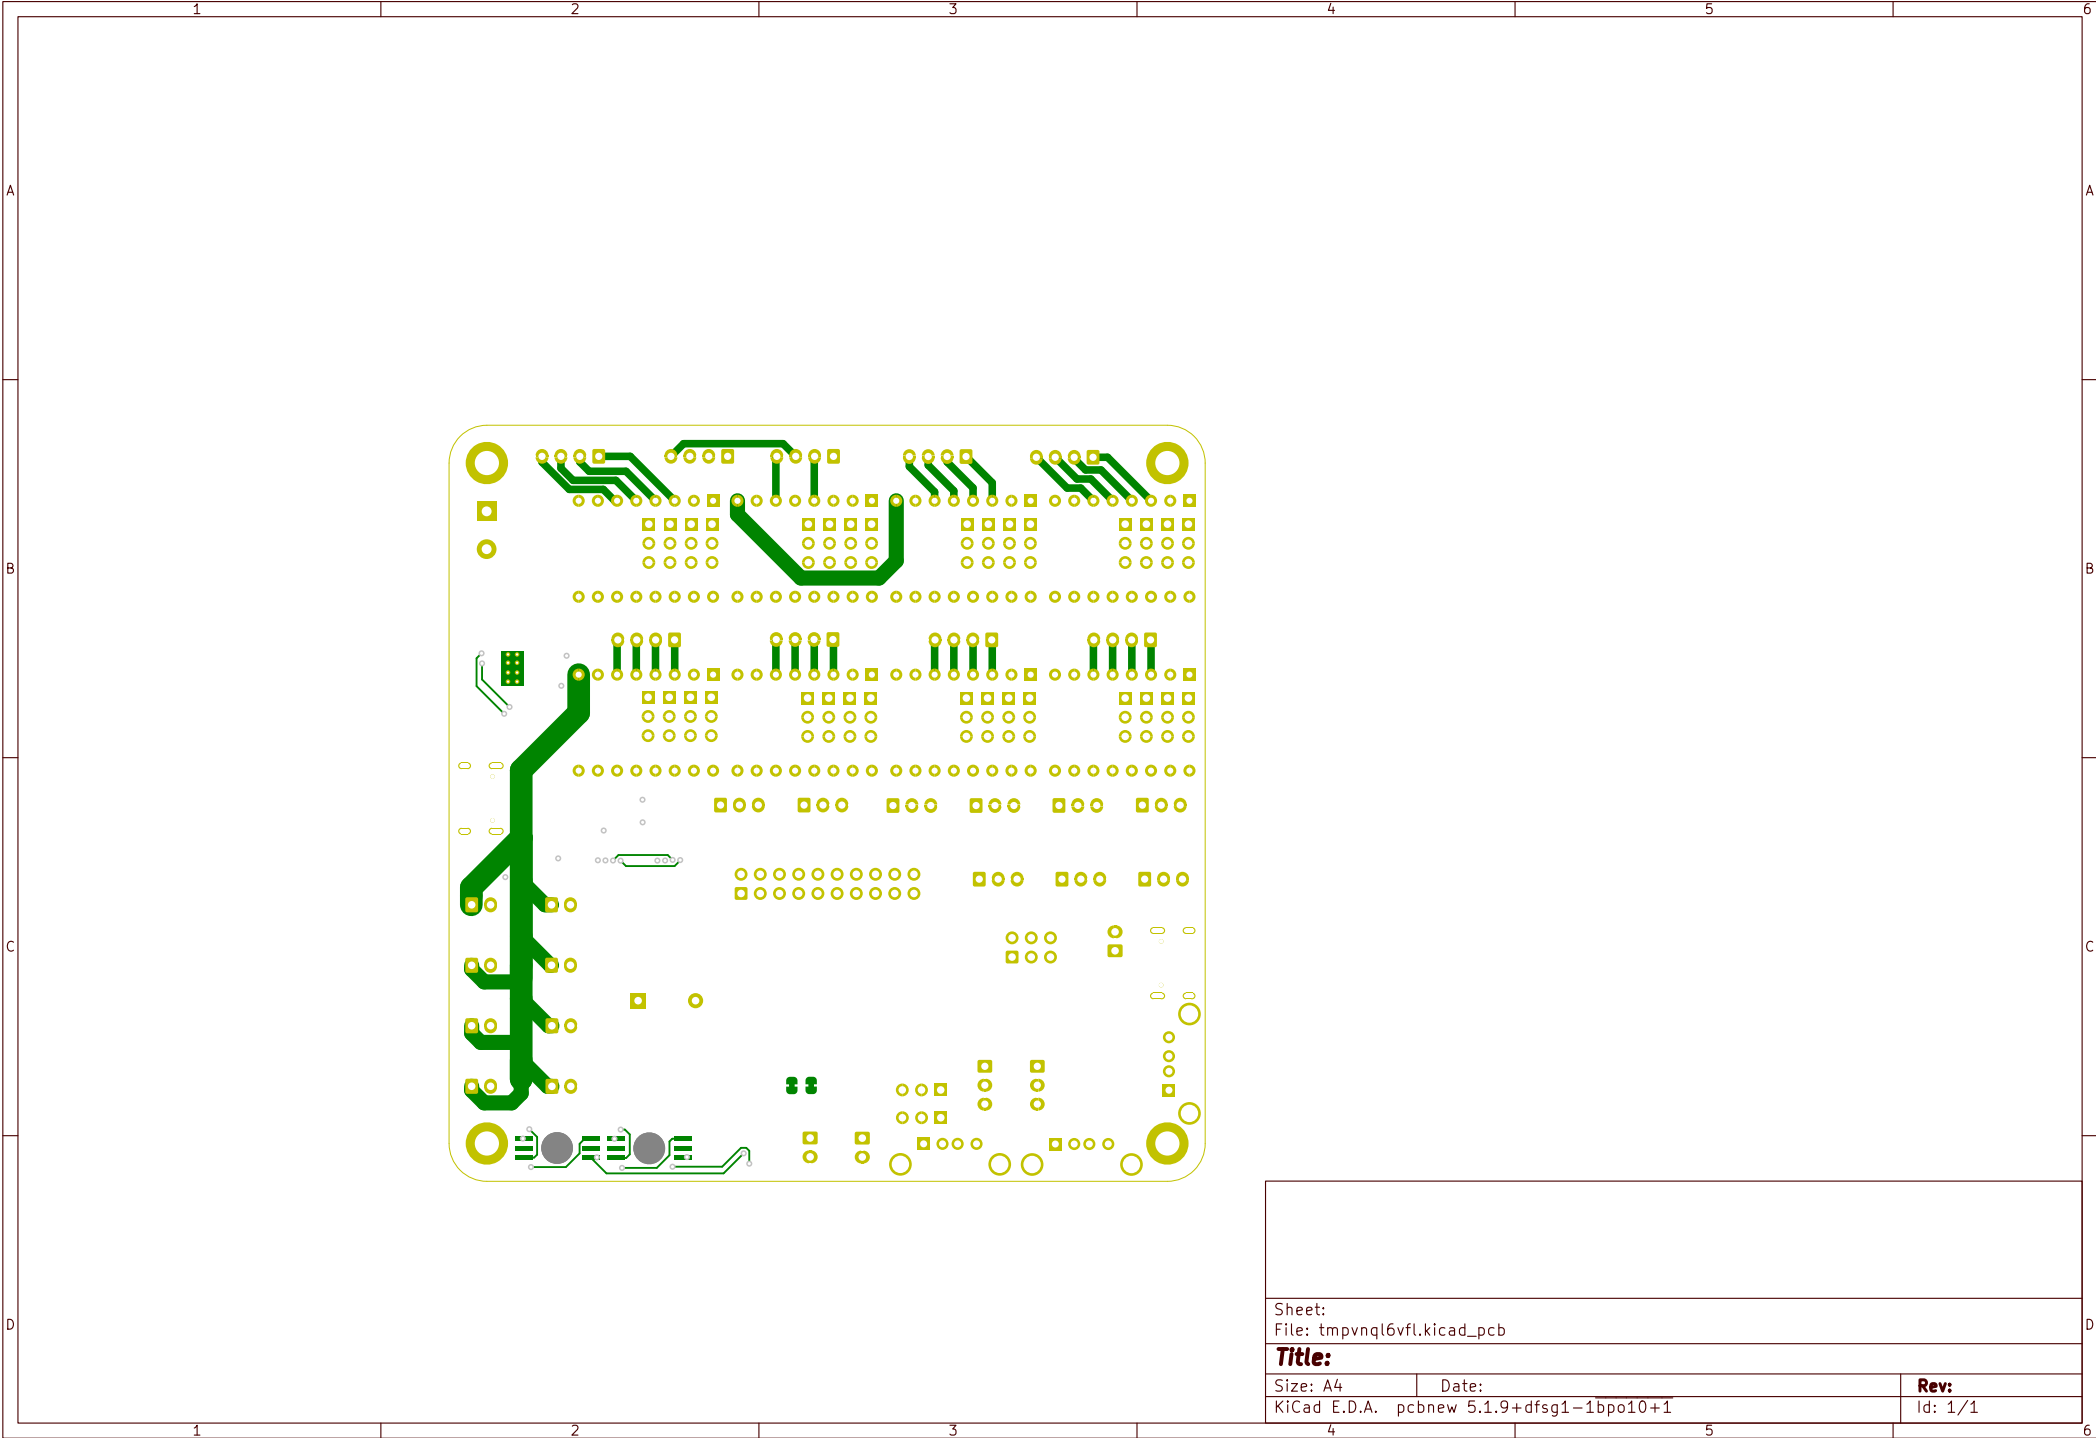 1 2 3 4 5 6
A A
B B
C C
D D
Sheet:
File: tmpvnql6vfl.kicad_pcb
Title:
Size: A4 Date: Rev:
KiCad E.D.A. pcbnew 5.1.9+dfsg1-1bpo10+1 Id: 1/1
1 2 3 4 5 6